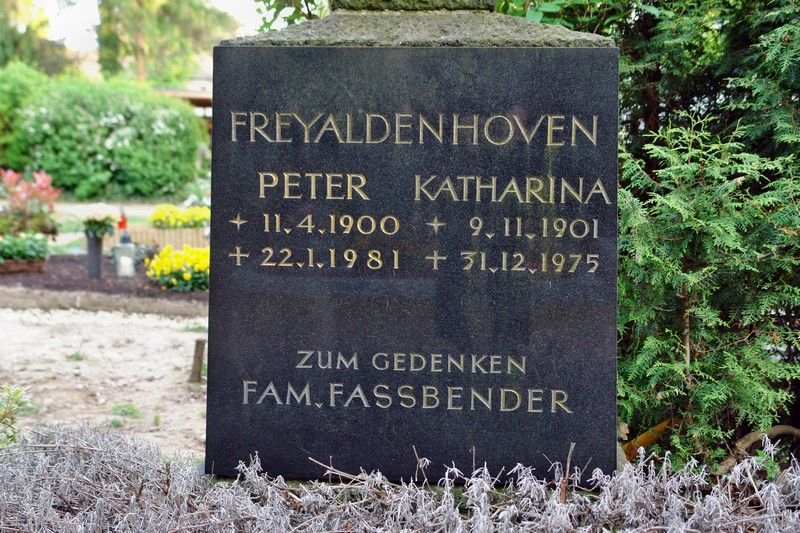 FREYALDENHOVEN
PETER KATHARINA
✦ 11.4.1900 ✦ 9.11.1901
✝ 22.1.1981 ✝ 31.12.1975
ZUM GEDENKEN
FAM. FASSBENDER